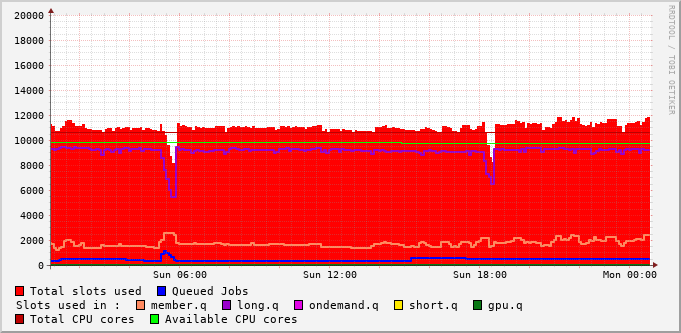 RRDTOOL / TOBI OETIKER
20000
18000
16000
14000
12000
10000
8000
6000
4000
2000
0
Sun 06:00 Sun 12:00 Sun 18:00 Mon 00:00
Total slots used Queued Jobs
Slots used in : member.q long.q ondemand.q short.q gpu.q
Total CPU cores Available CPU cores